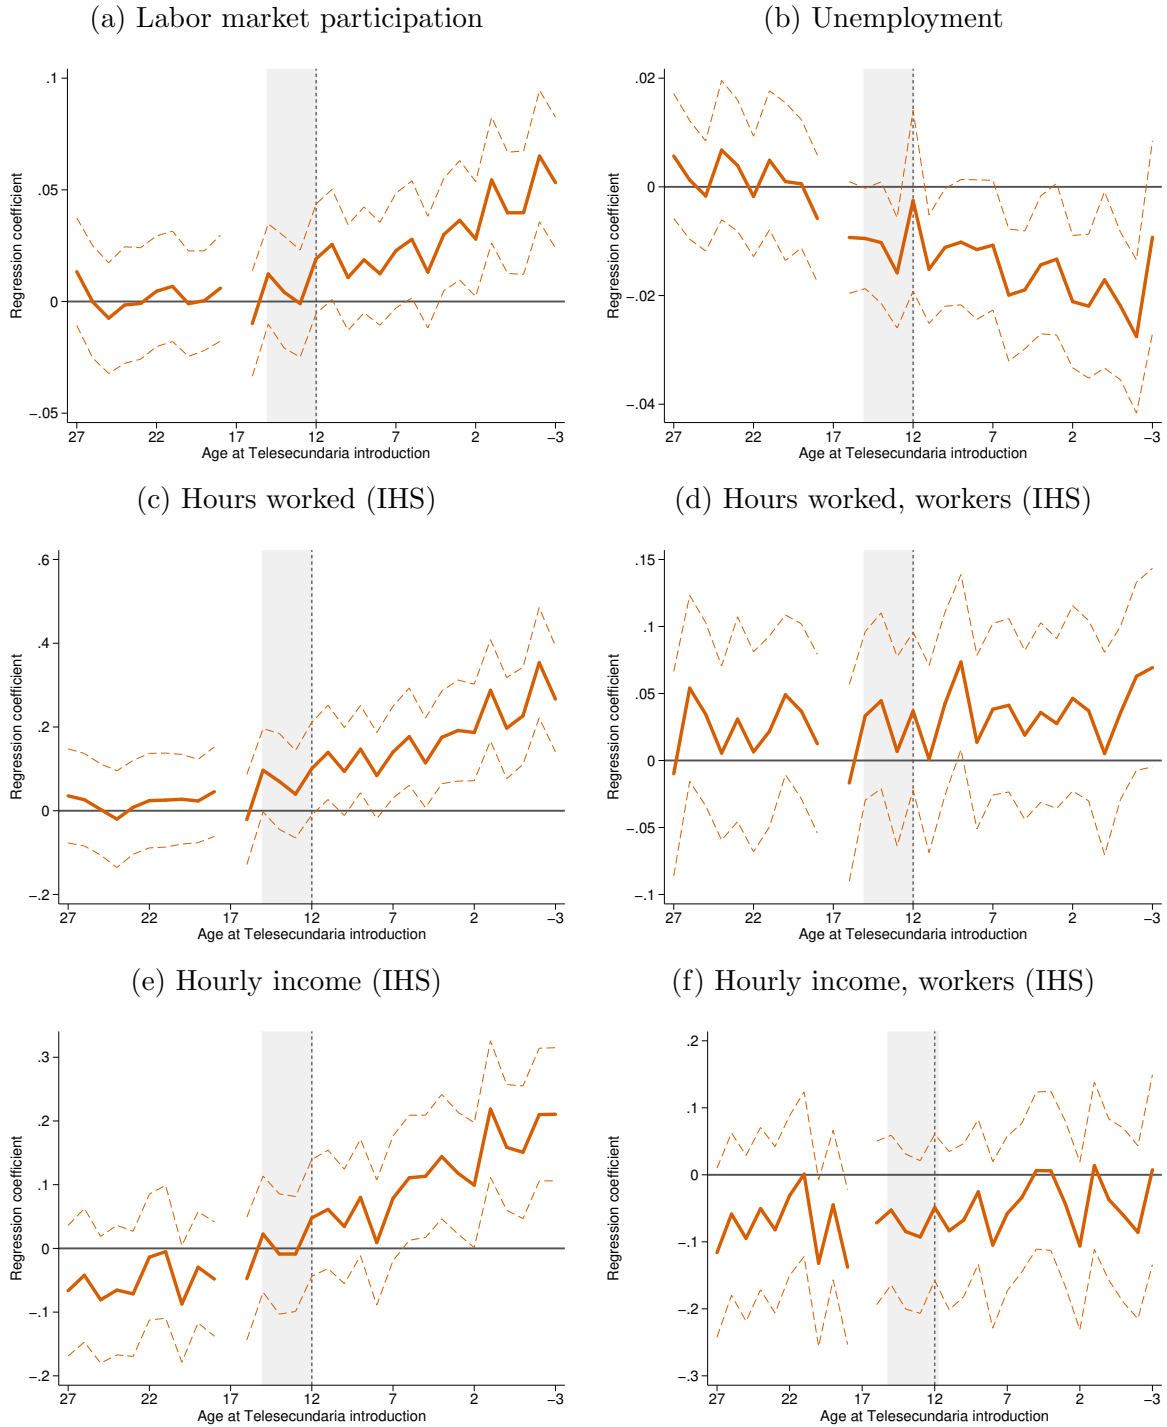 (a) Labor market participation
(b) Unemployment
.1
.05
0
−.05
Regression coefficient
27 22 17 12 7 2 −3
Age at Telesecundaria introduction
.02
0
−.02
−.04
Regression coefficient
27 22 17 12 7 2 −3
Age at Telesecundaria introduction
(c) Hours worked (IHS)
(d) Hours worked, workers (IHS)
.6
.4
.2
0
−.2
Regression coefficient
27 22 17 12 7 2 −3
Age at Telesecundaria introduction
.15
.1
.05
0
−.05
−.1
Regression coefficient
27 22 17 12 7 2 −3
Age at Telesecundaria introduction
(e) Hourly income (IHS)
(f) Hourly income, workers (IHS)
.3
.2
.1
0
−.1
−.2
Regression coefficient
27 22 17 12 7 2 −3
Age at Telesecundaria introduction
.2
.1
0
−.1
−.2
−.3
Regression coefficient
27 22 17 12 7 2 −3
Age at Telesecundaria introduction